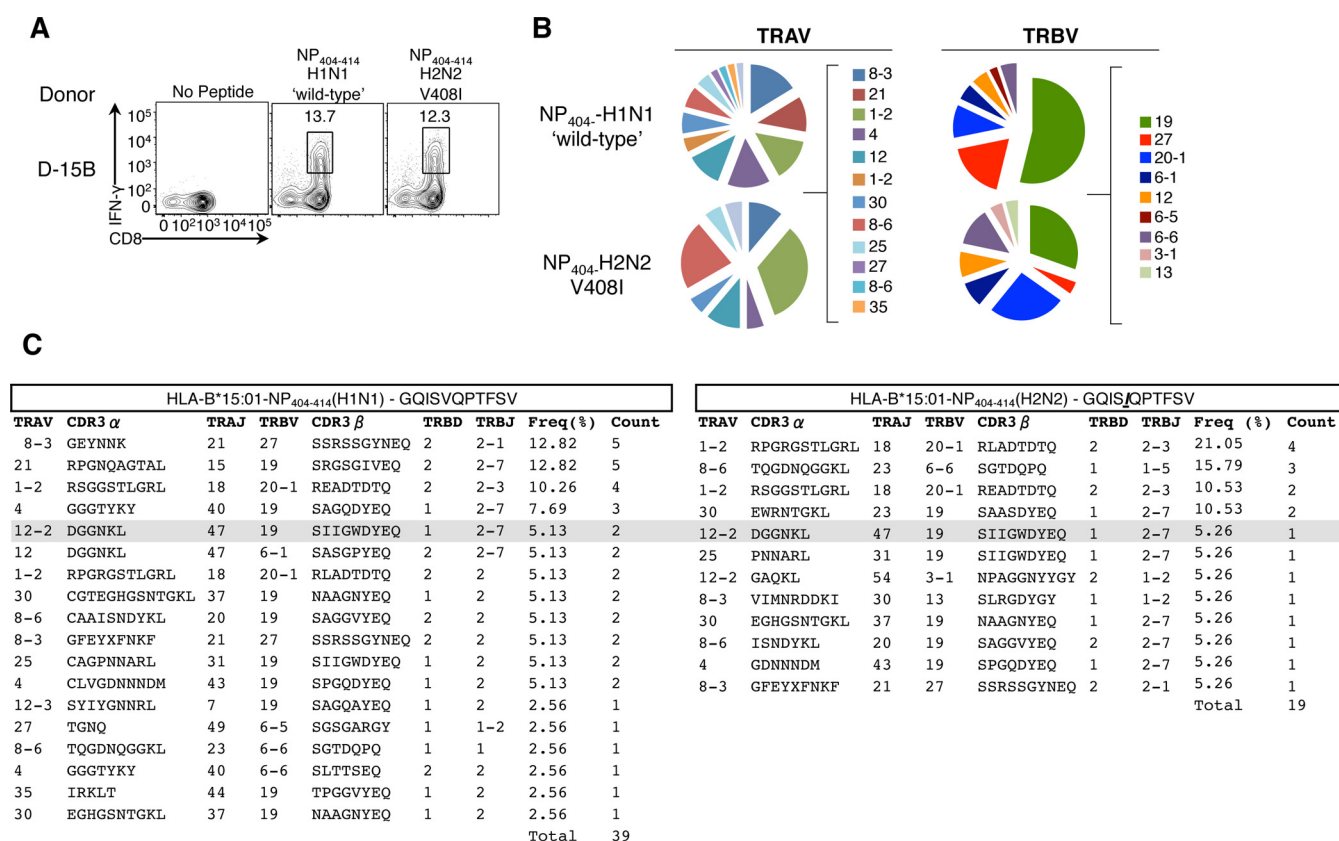 A
Donor
D-15B
No Peptide
NP404-414
H1N1
'wild-type'
NP404-414
H2N2
V408I
13.7
12.3
10⁵
10⁴
10³
10²
0
IFN-γ
0 10² 10³ 10⁴ 10⁵
CD8
B
TRAV
TRBV
NP404--H1N1
'wild-type'
NP404-H2N2
V408I
8-3
21
1-2
4
12
1-2
30
8-6
25
27
8-6
35
19
27
20-1
6-1
12
6-5
6-6
3-1
13
C
HLA-B*15:01-NP404-414(H1N1) - GQISVQPTFSV
TRAV CDR3α TRAJ TRBV CDR3β TRBD TRBJ Freq(%) Count
8-3 GEYNNK 21 27 SSRSSGYNEQ 2 2-1 12.82 5
21 RPGNQAGTAL 15 19 SRGSGIVEQ 2 2-7 12.82 5
1-2 RSGGSTLGRL 18 20-1 READTDTQ 2 2-3 10.26 4
4 GGGTYKY 40 19 SAGQDYEQ 1 2-7 7.69 3
12-2 DGGNKL 47 19 SIIGWDYEQ 1 2-7 5.13 2
12 DGGNKL 47 6-1 SASGPYEQ 2 2-7 5.13 2
1-2 RPGRGSTLGRL 18 20-1 RLADTDTQ 2 2 5.13 2
30 CGTEGHGSNTGKL 37 19 NAAGNYEQ 1 2 5.13 2
8-6 CAAISNDYKL 20 19 SAGGVYEQ 2 2 5.13 2
8-3 GFEYXFNKF 21 27 SSRSSGYNEQ 2 2 5.13 2
25 CAGPNNARL 31 19 SIIGWDYEQ 1 2 5.13 2
4 CLVGDNNNDM 43 19 SPGQDYEQ 1 2 5.13 2
12-3 SYIYGNNRL 7 19 SAGQAYEQ 1 2 2.56 1
27 TGNQ 49 6-5 SGSGARGY 1 1-2 2.56 1
8-6 TQGDNQGGKL 23 6-6 SGTDQPQ 1 1 2.56 1
4 GGGTYKY 40 6-6 SLTTSEQ 2 2 2.56 1
35 IRKLT 44 19 TPGGVYEQ 1 2 2.56 1
30 EGHGSNTGKL 37 19 NAAGNYEQ 1 2 2.56 1
Total 39
HLA-B*15:01-NP404-414(H2N2) - GQISIQPTFSV
TRAV CDR3α TRAJ TRBV CDR3β TRBD TRBJ Freq (%) Count
1-2 RPGRGSTLGRL 18 20-1 RLADTDTQ 2 2-3 21.05 4
8-6 TQGDNQGGKL 23 6-6 SGTDQPQ 1 1-5 15.79 3
1-2 RSGGSTLGRL 18 20-1 READTDTQ 2 2-3 10.53 2
30 EWRNTGKL 23 19 SAASDYEQ 1 2-7 10.53 2
12-2 DGGNKL 47 19 SIIGWDYEQ 1 2-7 5.26 1
25 PNNARL 31 19 SIIGWDYEQ 1 2-7 5.26 1
12-2 GAQKL 54 3-1 NPAGGNYYGY 2 1-2 5.26 1
8-3 VIMNRDDKI 30 13 SLRGDYGY 1 1-2 5.26 1
30 EGHGSNTGKL 37 19 NAAGNYEQ 1 2-7 5.26 1
8-6 ISNDYKL 20 19 SAGGVYEQ 2 2-7 5.26 1
4 GDNNNDM 43 19 SPGQDYEQ 1 2-7 5.26 1
8-3 GFEYXFNKF 21 27 SSRSSGYNEQ 2 2-1 5.26 1
Total 19